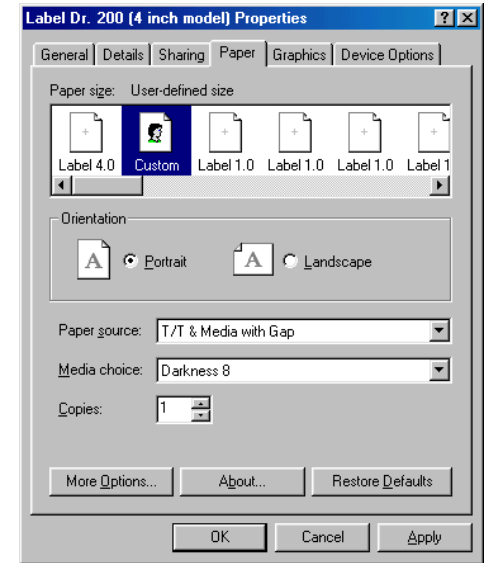 Label Dr. 200 (4 inch model) Properties
General Details Sharing Paper Graphics Device Options
Paper size: User-defined size
Label 4.0 Custom Label 1.0 Label 1.0 Label 1.0 Label 1
Orientation
A Portrait A Landscape
Paper source: T/T & Media with Gap
Media choice: Darkness 8
Copies: 1
More Options... About... Restore Defaults
OK Cancel Apply